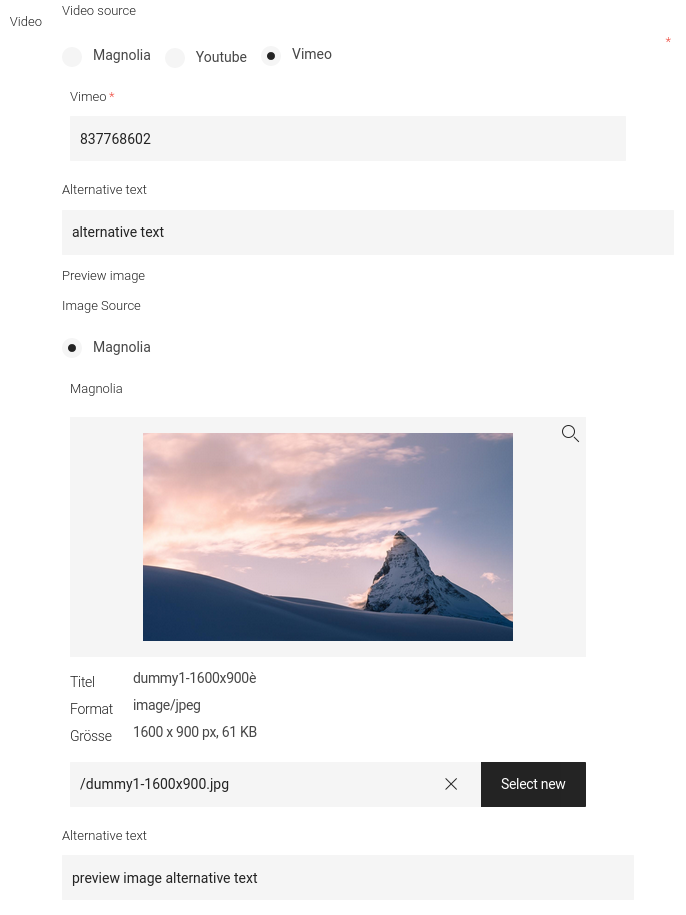 Video
Video source
*
Magnolia Youtube Vimeo
Vimeo *
837768602
Alternative text
alternative text
Preview image
Image Source
Magnolia
Magnolia
Titel dummy1-1600x900è
Format image/jpeg
Grösse 1600 x 900 px, 61 KB
/dummy1-1600x900.jpg Select new
Alternative text
preview image alternative text